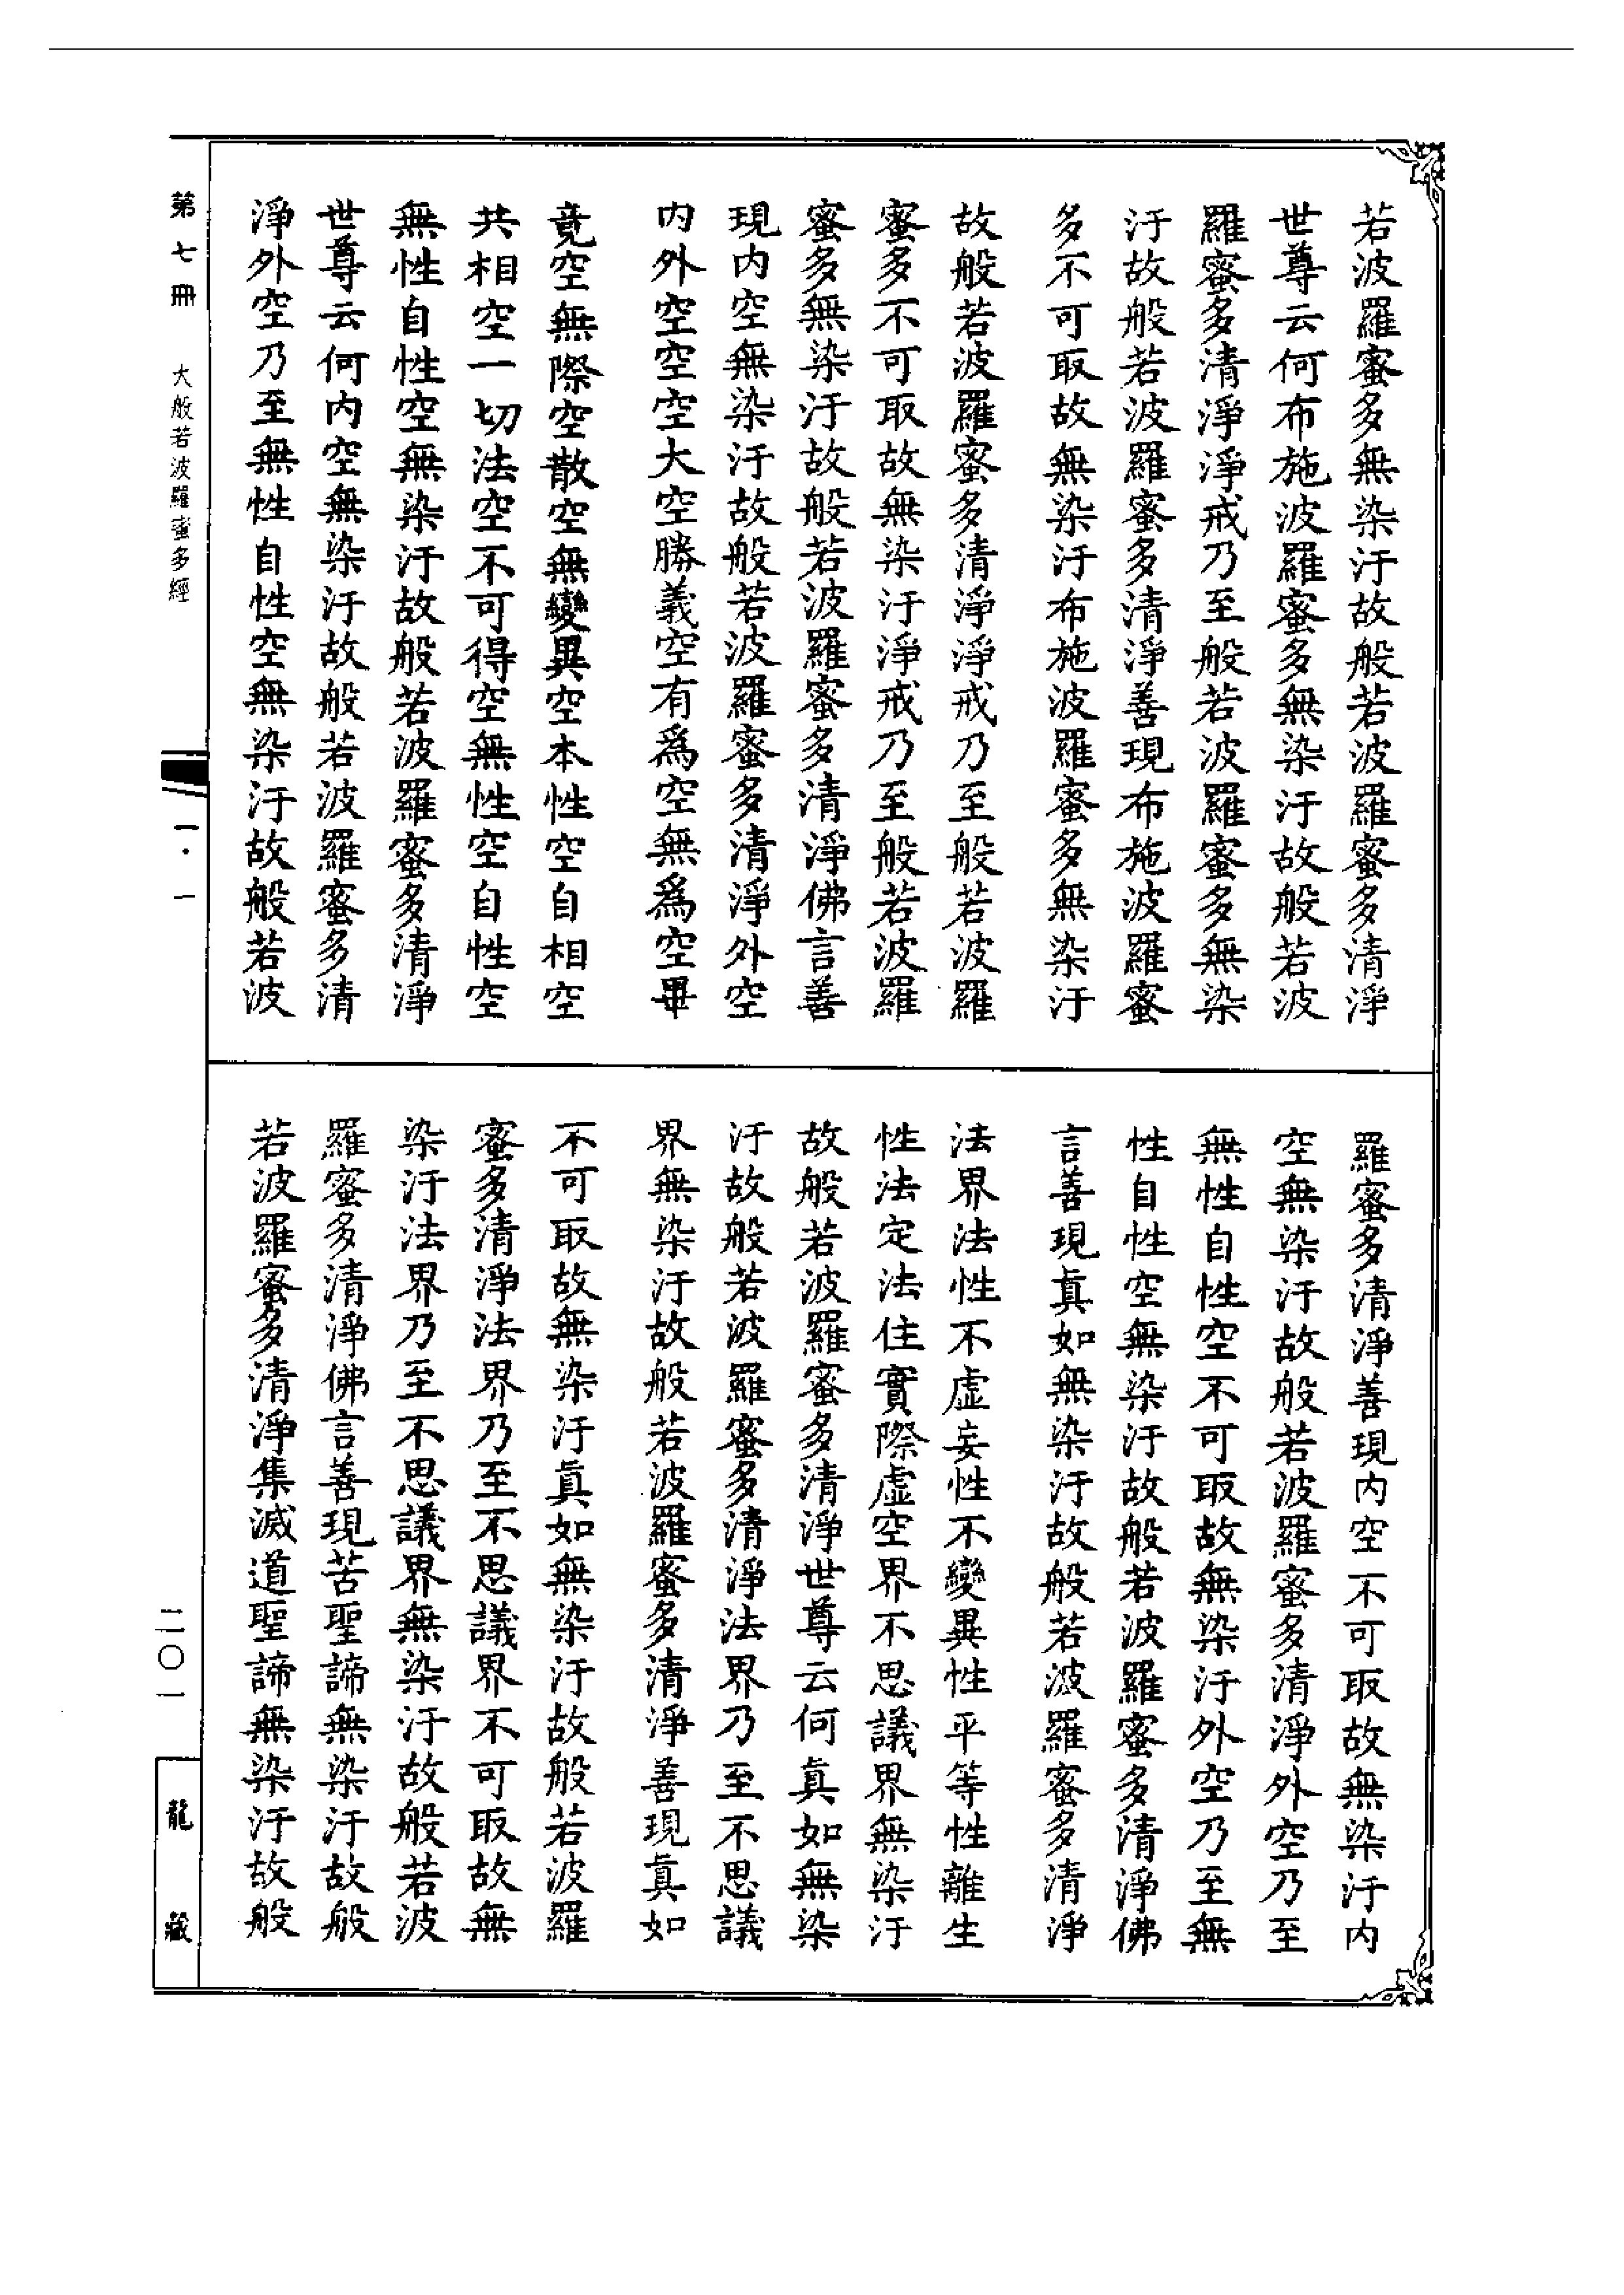 若波羅蜜多無染汙故般若波羅蜜多清淨
世尊云何布施波羅蜜多無染汙故般若波
羅蜜多清淨淨戒乃至般若波羅蜜多無染
汙故般若波羅蜜多清淨善現布施波羅蜜
多不可取故無染汙布施波羅蜜多無染汙
故般若波羅蜜多清淨淨戒乃至般若波羅
蜜多不可取故無染汙淨戒乃至般若波羅
蜜多無染汙故般若波羅蜜多清淨佛言善
現内空無染汙故般若波羅蜜多清淨外空
内外空空空大空勝義空有爲空無爲空畢
竟空無際空散空無變異空本性空自相空
共相空一切法空不可得空無性空自性空
無性自性空無染汙故般若波羅蜜多清淨
世尊云何内空無染汙故般若波羅蜜多清
淨外空乃至無性自性空無染汙故般若波
羅蜜多清淨善現内空不可取故無染汙内
空無染汙故般若波羅蜜多清淨外空乃至
無性自性空不可取故無染汙外空乃至無
性自性空無染汙故般若波羅蜜多清淨佛
言善現真如無染汙故般若波羅蜜多清淨
法界法性不虛妄性不變異性平等性離生
性法定法住實際虛空界不思議界無染汙
故般若波羅蜜多清淨世尊云何真如無染
汙故般若波羅蜜多清淨法界乃至不思議
界無染汙故般若波羅蜜多清淨善現真如
不可取故無染汙真如無染汙故般若波羅
蜜多清淨法界乃至不思議界不可取故無
染汙法界乃至不思議界無染汙故般若波
羅蜜多清淨佛言善現苦聖諦無染汙故般
若波羅蜜多清淨集滅道聖諦無染汙故般
第七冊 大般若波羅蜜多經 一·一
二〇一
龍藏